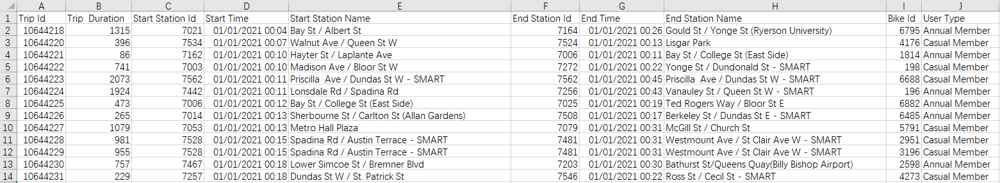 A B C D E F G H I J
1 Trip Id Trip  Duration Start Station Id Start Time Start Station Name End Station Id End Time End Station Name Bike Id User Type
2 10644218 1315 7021 01/01/2021 00:04 Bay St / Albert St 7164 01/01/2021 00:26 Gould St / Yonge St (Ryerson University) 6795 Annual Member
3 10644220 396 7534 01/01/2021 00:07 Walnut Ave / Queen St W 7524 01/01/2021 00:13 Lisgar Park 4176 Casual Member
4 10644221 86 7162 01/01/2021 00:10 Hayter St / Laplante Ave 7006 01/01/2021 00:11 Bay St / College St (East Side) 1814 Annual Member
5 10644222 741 7003 01/01/2021 00:10 Madison Ave / Bloor St W 7272 01/01/2021 00:22 Yonge St / Dundonald St - SMART 198 Casual Member
6 10644223 2073 7562 01/01/2021 00:11 Priscilla  Ave / Dundas St W - SMART 7562 01/01/2021 00:45 Priscilla  Ave / Dundas St W - SMART 6688 Casual Member
7 10644224 1924 7442 01/01/2021 00:11 Lonsdale Rd / Spadina Rd 7256 01/01/2021 00:43 Vanauley St / Queen St W - SMART 196 Annual Member
8 10644225 473 7006 01/01/2021 00:12 Bay St / College St (East Side) 7025 01/01/2021 00:19 Ted Rogers Way / Bloor St E 6882 Annual Member
9 10644226 265 7014 01/01/2021 00:13 Sherbourne St / Carlton St (Allan Gardens) 7508 01/01/2021 00:17 Berkeley St / Dundas St E - SMART 6485 Annual Member
10 10644227 1079 7053 01/01/2021 00:13 Metro Hall Plaza 7079 01/01/2021 00:31 McGill St / Church St 5791 Casual Member
11 10644228 981 7528 01/01/2021 00:15 Spadina Rd / Austin Terrace - SMART 7481 01/01/2021 00:31 Westmount Ave / St Clair Ave W - SMART 2951 Casual Member
12 10644229 955 7528 01/01/2021 00:15 Spadina Rd / Austin Terrace - SMART 7481 01/01/2021 00:31 Westmount Ave / St Clair Ave W - SMART 3196 Casual Member
13 10644230 757 7467 01/01/2021 00:18 Lower Simcoe St / Bremner Blvd 7203 01/01/2021 00:30 Bathurst St/Queens Quay(Billy Bishop Airport) 2598 Annual Member
14 10644231 229 7257 01/01/2021 00:18 Dundas St W / St. Patrick St 7546 01/01/2021 00:22 Ross St / Cecil St - SMART 4273 Casual Member